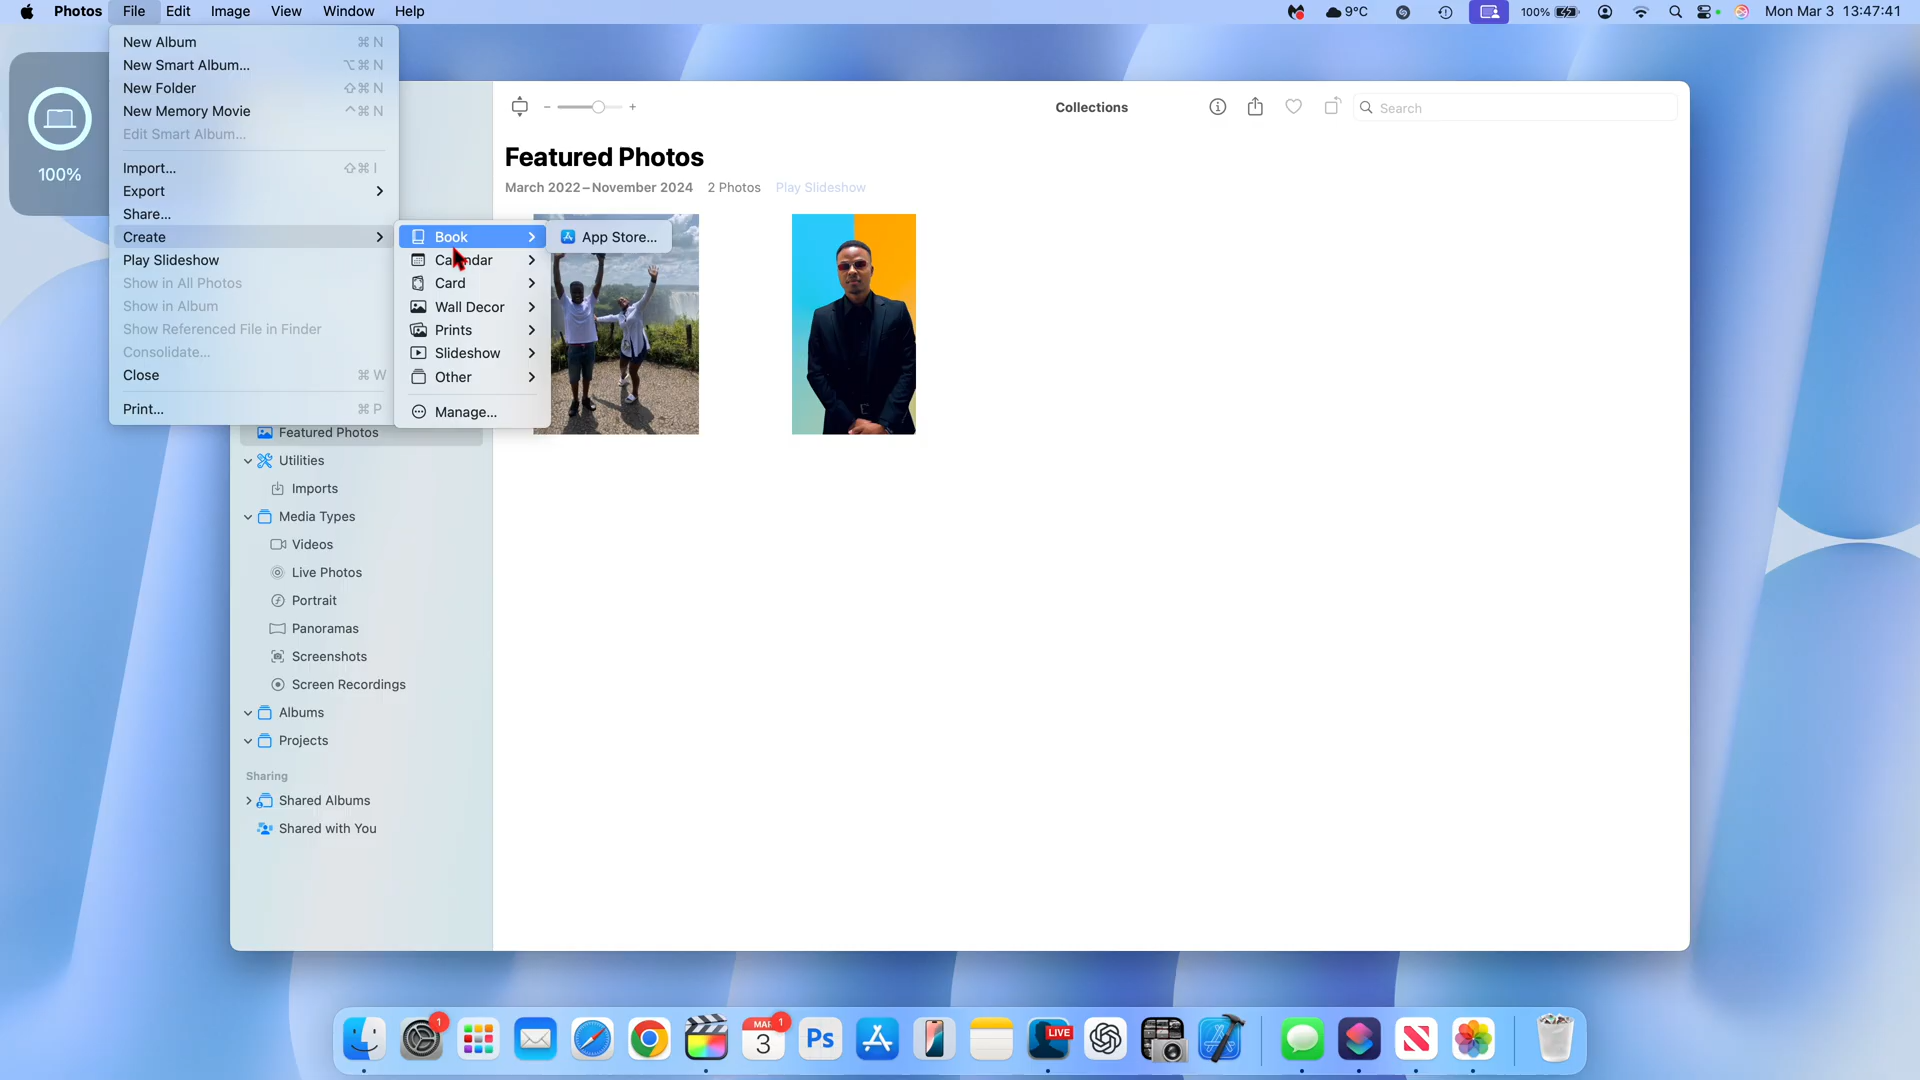 Photos File Edit Image View Window Help
9°C
100%
Mon Mar 3 13:47:41
100%
New Album ⌘ N
New Smart Album... ⌥ ⌘ N
New Folder ⇧ ⌘ N
New Memory Movie ^ ⌘ N
Edit Smart Album...
Import... ⇧ ⌘ I
Export
Share...
Create
Play Slideshow
Show in All Photos
Show in Album
Show Referenced File in Finder
Consolidate...
Close ⌘ W
Print... ⌘ P
Book
Calendar
Card
Wall Decor
Prints
Slideshow
Other
Manage...
App Store...
Collections
Search
Featured Photos
March 2022 – November 2024 2 Photos Play Slideshow
Featured Photos
Utilities
Imports
Media Types
Videos
Live Photos
Portrait
Panoramas
Screenshots
Screen Recordings
Albums
Projects
Sharing
Shared Albums
Shared with You
1
MAR
1
3
Ps
LIVE